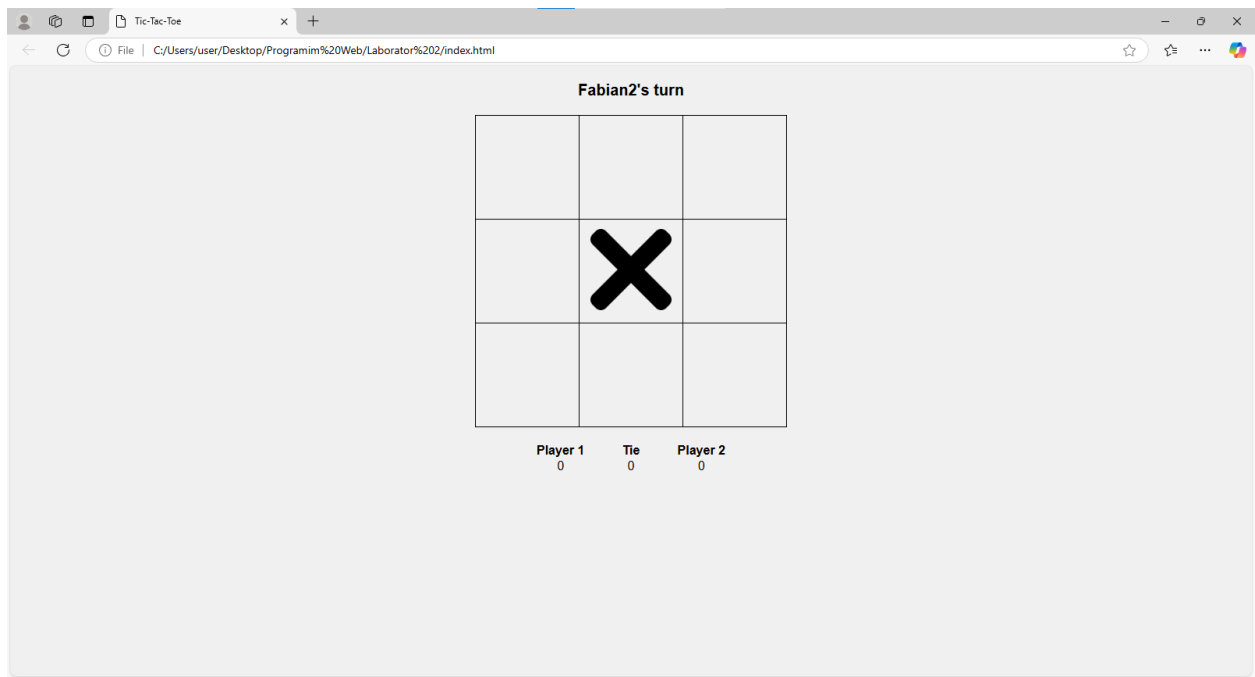 Tic-Tac-Toe
File C:/Users/user/Desktop/Programim%20Web/Laborator%202/index.html
Fabian2's turn
Player 1 Tie Player 2
0 0 0